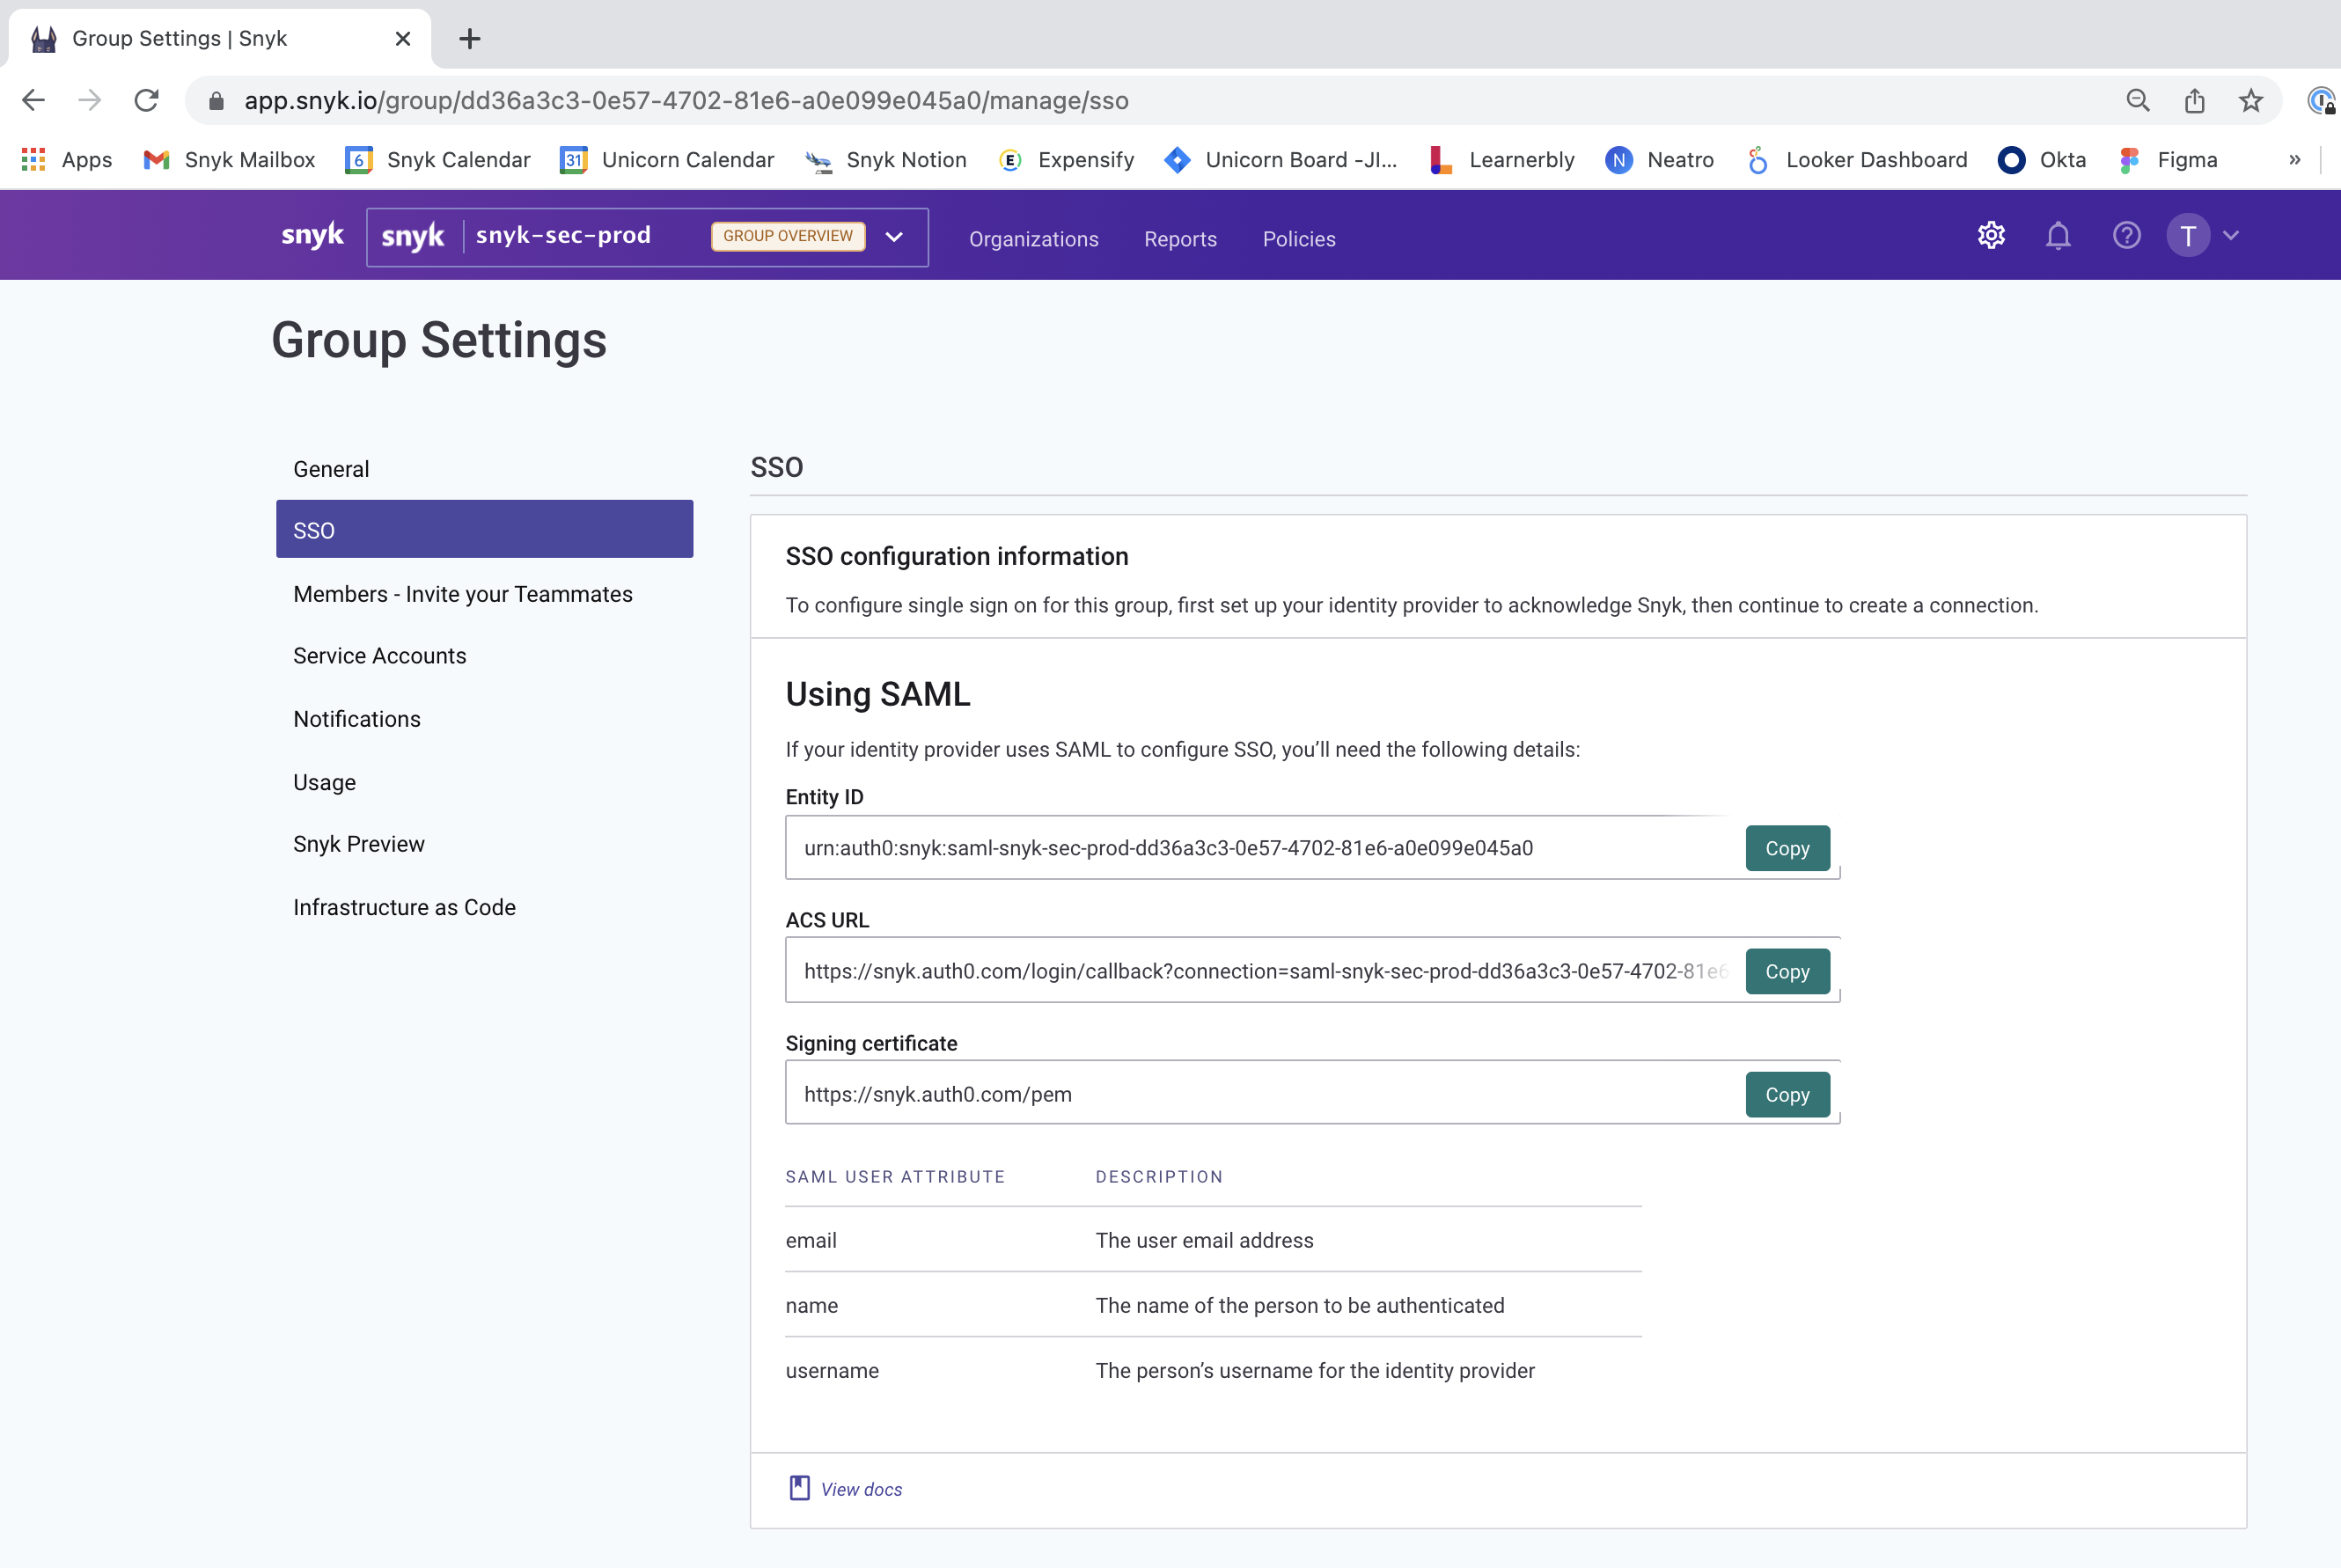 Group Settings | Snyk
app.snyk.io/group/dd36a3c3-0e57-4702-81e6-a0e099e045a0/manage/sso
Apps Snyk Mailbox 6 Snyk Calendar 31 Unicorn Calendar Snyk Notion E Expensify Unicorn Board -JI... Learnerbly N Neatro Looker Dashboard Okta Figma »
snyk snyk snyk-sec-prod GROUP OVERVIEW Organizations Reports Policies T
Group Settings
General
SSO
Members - Invite your Teammates
Service Accounts
Notifications
Usage
Snyk Preview
Infrastructure as Code
SSO
SSO configuration information
To configure single sign on for this group, first set up your identity provider to acknowledge Snyk, then continue to create a connection.
Using SAML
If your identity provider uses SAML to configure SSO, you’ll need the following details:
Entity ID
urn:auth0:snyk:saml-snyk-sec-prod-dd36a3c3-0e57-4702-81e6-a0e099e045a0 Copy
ACS URL
https://snyk.auth0.com/login/callback?connection=saml-snyk-sec-prod-dd36a3c3-0e57-4702-81e6 Copy
Signing certificate
https://snyk.auth0.com/pem Copy
SAML USER ATTRIBUTE DESCRIPTION
email The user email address
name The name of the person to be authenticated
username The person’s username for the identity provider
View docs